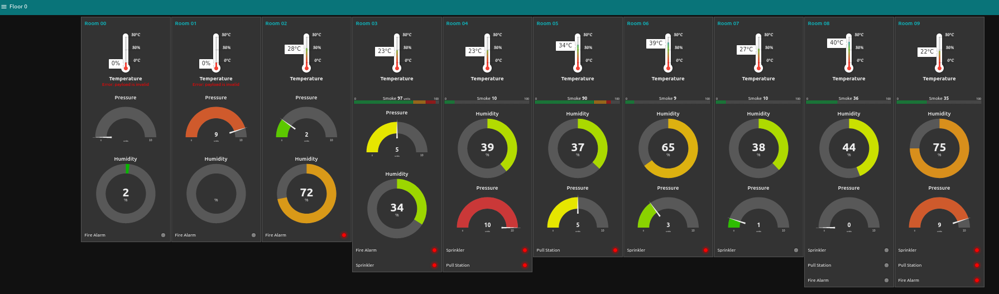 Floor 0
Room 00
50°C
50%
0%
0°C
Temperature
Error: payload is invalid
Pressure
0
units
10
Humidity
2
%
Fire Alarm
Room 01
50°C
50%
0%
0°C
Temperature
Error: payload is invalid
Pressure
9
0
units
10
Humidity
%
Fire Alarm
Room 02
50°C
28°C
50%
0°C
Temperature
Pressure
2
0
units
10
Humidity
72
%
Fire Alarm
Room 03
50°C
50%
23°C
0°C
Temperature
0 Smoke 97 units 100
Pressure
5
0
units
10
Humidity
34
%
Fire Alarm
Sprinkler
Room 04
50°C
50%
23°C
0°C
Temperature
0 Smoke 10 100
Humidity
39
%
Pressure
10
0
units
10
Sprinkler
Pull Station
Room 05
50°C
34°C
50%
0°C
Temperature
0 Smoke 90 100
Humidity
37
%
Pressure
5
0
units
10
Pull Station
Room 06
50°C
39°C
50%
0°C
Temperature
0 Smoke 9 100
Humidity
65
%
Pressure
3
0
units
10
Sprinkler
Room 07
50°C
50%
27°C
0°C
Temperature
0 Smoke 10 100
Humidity
38
%
Pressure
1
0
units
10
Sprinkler
Room 08
50°C
40°C
50%
0°C
Temperature
0 Smoke 36 100
Humidity
44
%
Pressure
0
0
units
10
Sprinkler
Pull Station
Fire Alarm
Room 09
50°C
50%
22°C
0°C
Temperature
0 Smoke 35 100
Humidity
75
%
Pressure
9
0
units
10
Sprinkler
Pull Station
Fire Alarm